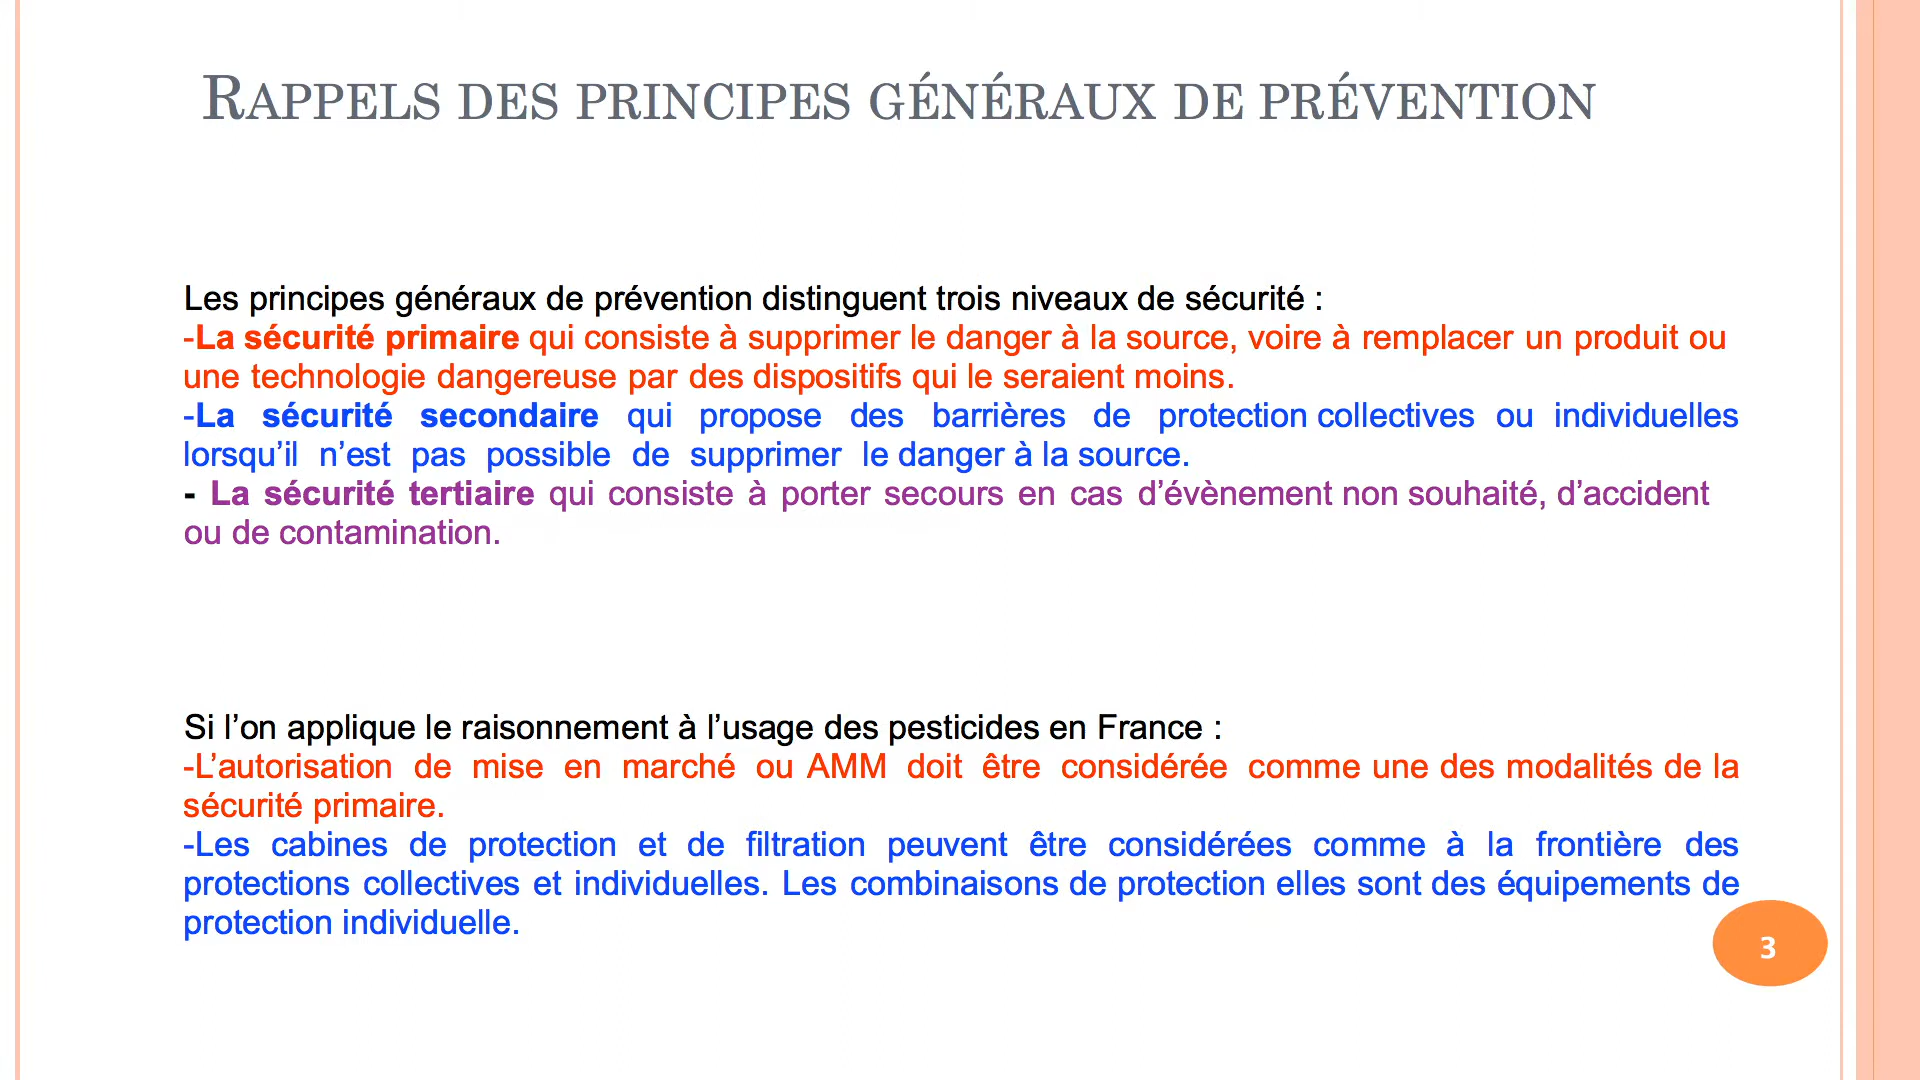 RAPPELS DES PRINCIPES GÉNÉRAUX DE PRÉVENTION
Les principes généraux de prévention distinguent trois niveaux de sécurité :
-La sécurité primaire qui consiste à supprimer le danger à la source, voire à remplacer un produit ou
une technologie dangereuse par des dispositifs qui le seraient moins.
-La sécurité secondaire qui propose des barrières de protection collectives ou individuelles
lorsqu’il n’est pas possible de supprimer le danger à la source.
- La sécurité tertiaire qui consiste à porter secours en cas d’évènement non souhaité, d’accident
ou de contamination.
Si l’on applique le raisonnement à l’usage des pesticides en France :
-L’autorisation de mise en marché ou AMM doit être considérée comme une des modalités de la
sécurité primaire.
-Les cabines de protection et de filtration peuvent être considérées comme à la frontière des
protections collectives et individuelles. Les combinaisons de protection elles sont des équipements de
protection individuelle.
3